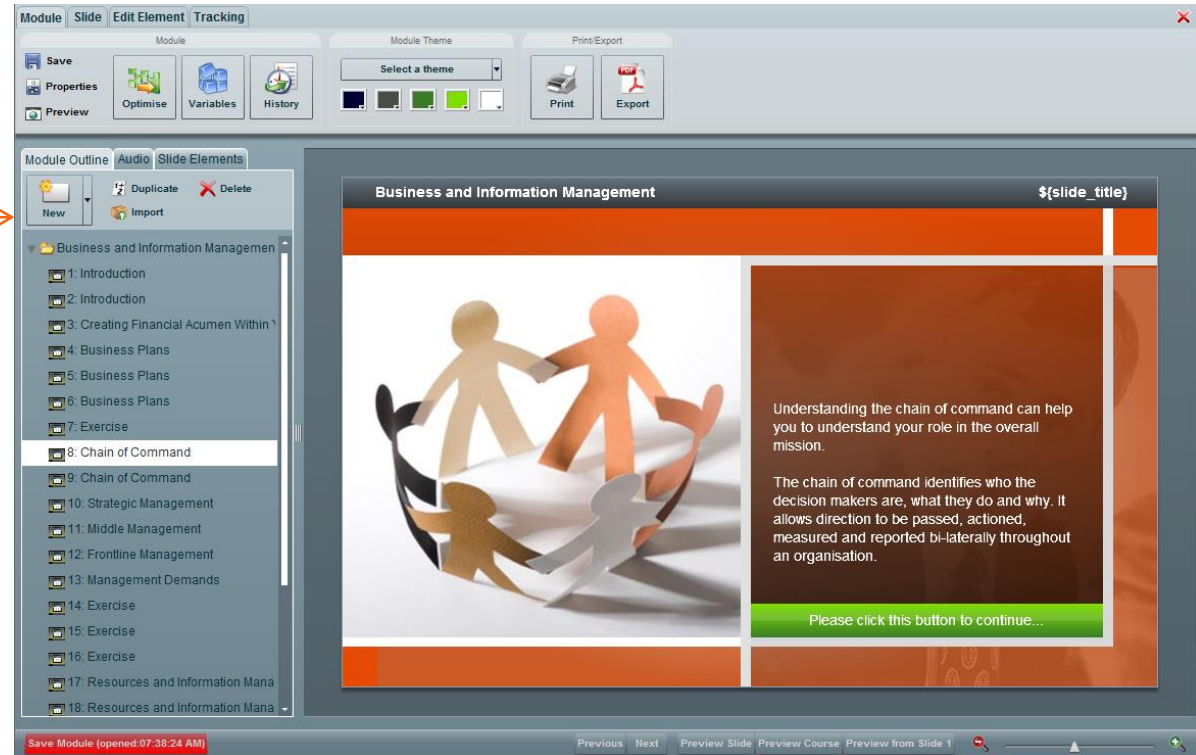 Module Slide Edit Element Tracking
Module Module Theme Print/Export
Save
Properties
Preview
Optimise Variables History
Select a theme
Print PDF Export
Module Outline Audio Slide Elements
New
Duplicate Delete
Import
Business and Information Managemen
1: Introduction
2: Introduction
3: Creating Financial Acumen Within Y
4: Business Plans
5: Business Plans
6: Business Plans
7: Exercise
8: Chain of Command
9: Chain of Command
10: Strategic Management
11: Middle Management
12: Frontline Management
13: Management Demands
14: Exercise
15: Exercise
16: Exercise
17: Resources and Information Mana
18: Resources and Information Mana
Business and Information Management ${slide_title}
Understanding the chain of command can help
you to understand your role in the overall
mission.
The chain of command identifies who the
decision makers are, what they do and why. It
allows direction to be passed, actioned,
measured and reported bi-laterally throughout
an organisation.
Please click this button to continue...
Save Module (opened:07:38:24 AM)
Previous Next Preview Slide Preview Course Preview from Slide 1